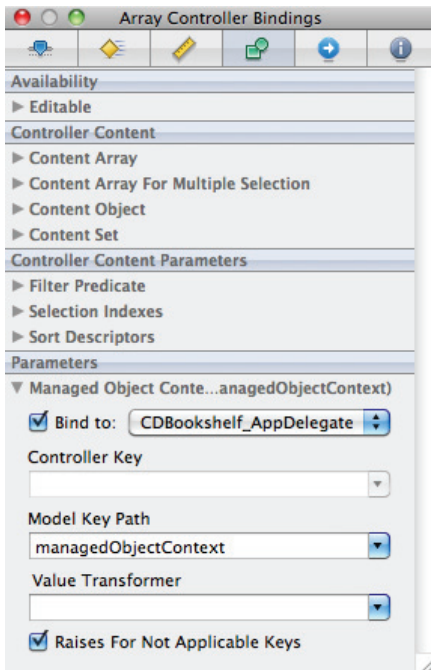 Array Controller Bindings
Availability
Editable
Controller Content
Content Array
Content Array For Multiple Selection
Content Object
Content Set
Controller Content Parameters
Filter Predicate
Selection Indexes
Sort Descriptors
Parameters
Managed Object Conte...anagedObjectContext)
Bind to: CDBookshelf_AppDelegate
Controller Key
Model Key Path
managedObjectContext
Value Transformer
Raises For Not Applicable Keys